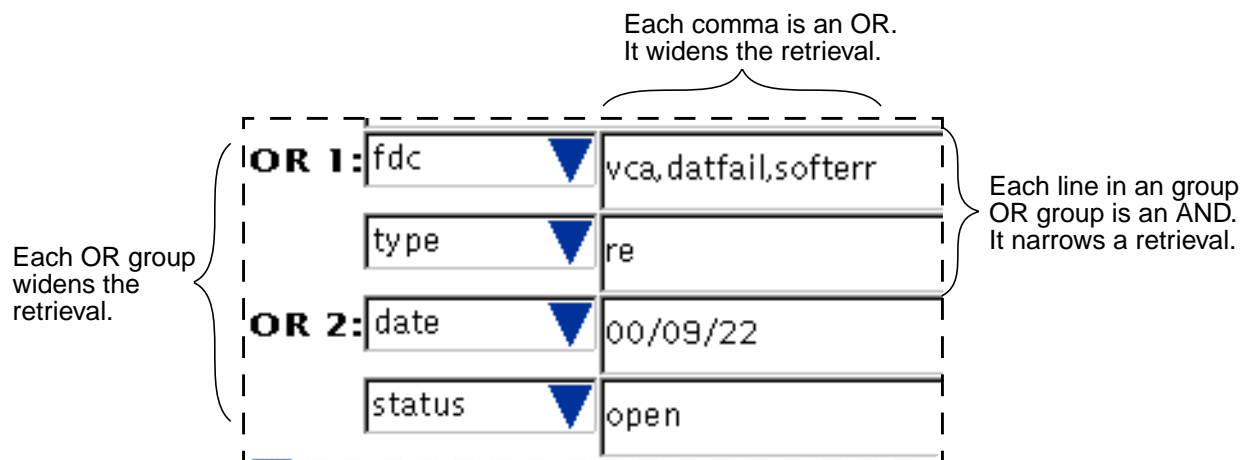 Each comma is an OR.
It widens the retrieval.
OR 1: fdc vca,datfail,softerr
type re
Each line in an group
OR group is an AND.
It narrows a retrieval.
Each OR group
widens the
retrieval.
OR 2: date 00/09/22
status open